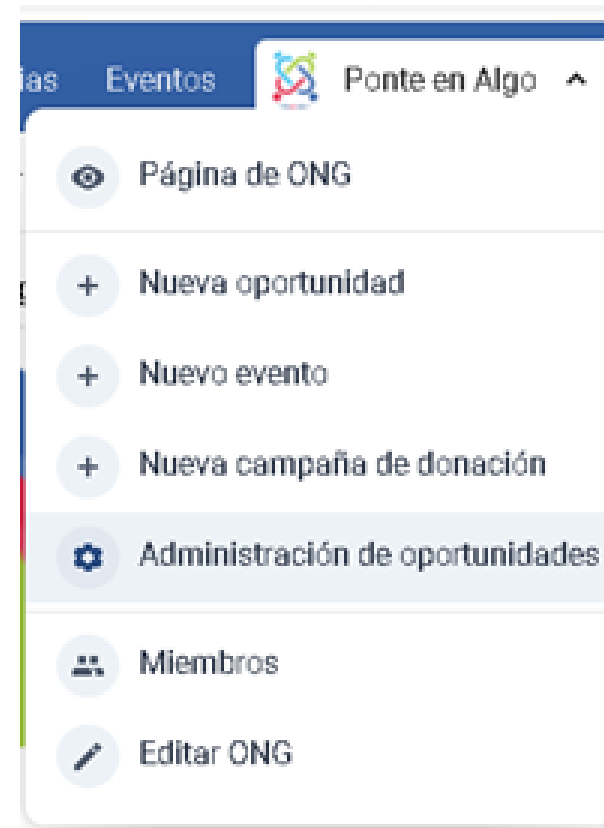 ias Eventos Ponte en Algo
Página de ONG
Nueva oportunidad
Nuevo evento
Nueva campaña de donación
Administración de oportunidades
Miembros
Editar ONG